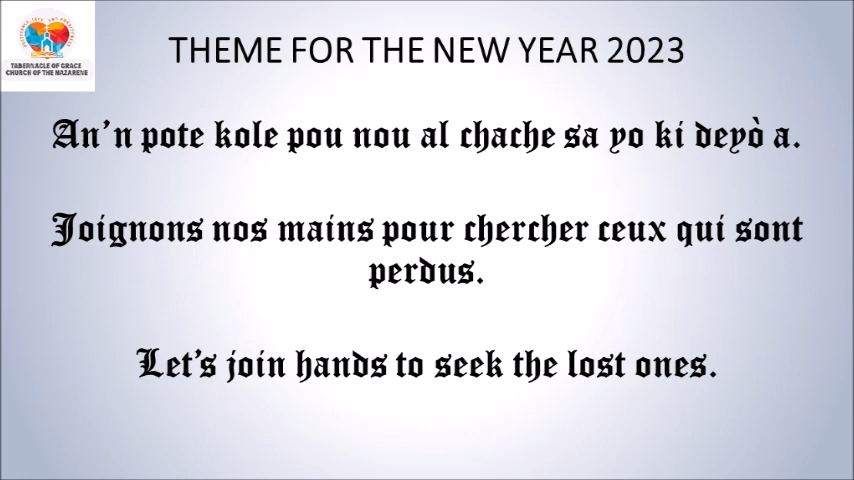 TABERNACLE OF GRACE
CHURCH OF THE NAZARENE
THEME FOR THE NEW YEAR 2023
An’n pote kole pou nou al chache sa yo ki deyò a.
Joignons nos mains pour chercher ceux qui sont
perdus.
Let’s join hands to seek the lost ones.